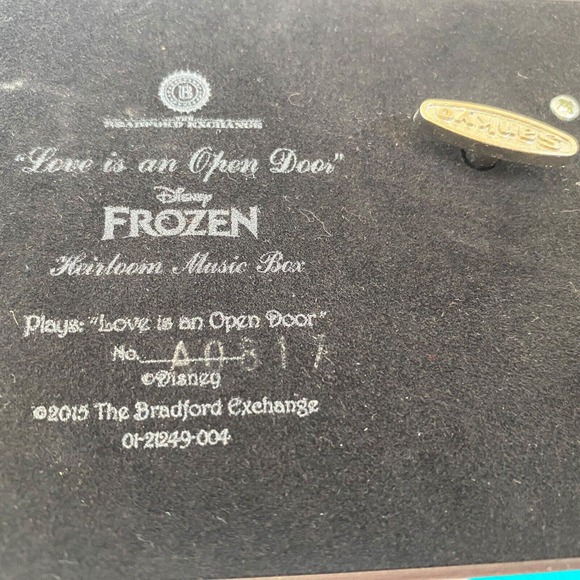 B
THE
BRADFORD EXCHANGE
"Love is an Open Door"
Disney
FROZEN
Heirloom Music Box
Plays: "Love is an Open Door"
No.
©Disney
©2015 The Bradford Exchange
01-21249-004
SANKYO